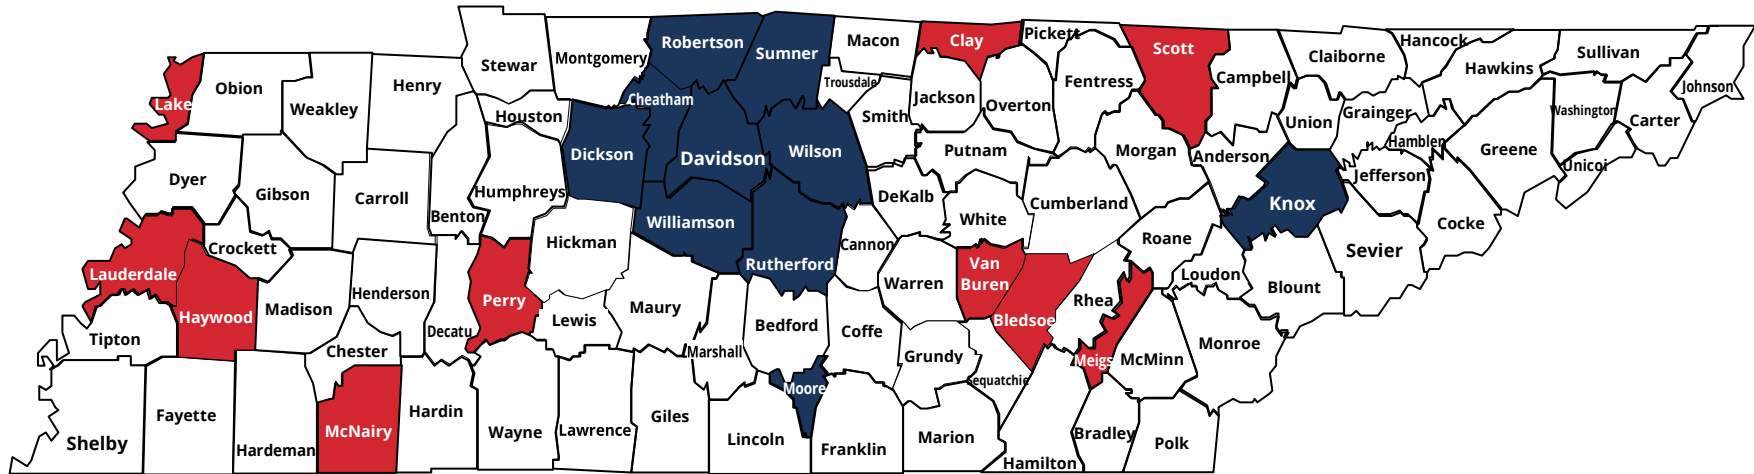 Robertson
Sumner
Macon
Clay
Pickett
Scott
Claiborne
Hancock
Hawkins
Sullivan
Johnson
Montgomery
Stewar
Henry
Obion
Weakley
Lake
Houston
Cheatham
Trousdale
Smith
Jackson
Overton
Fentress
Campbell
Union
Grainger
Hamblen
Washington
Carter
Unicoi
Greene
Dyer
Gibson
Carroll
Benton
Humphreys
Dickson
Davidson
Wilson
Putnam
Morgan
Anderson
Jefferson
Cocke
Crockett
Hickman
Williamson
DeKalb
White
Cumberland
Knox
Sevier
Lauderdale
Haywood
Madison
Henderson
Decatu
Perry
Lewis
Maury
Rutherford
Cannon
Warren
Van
Buren
Bledsoe
Rhea
Roane
Loudon
Blount
Tipton
Chester
Marshall
Bedford
Coffe
Grundy
Sequatchie
Meigs
McMinn
Monroe
Shelby
Fayette
Hardeman
McNairy
Hardin
Wayne
Lawrence
Giles
Lincoln
Moore
Franklin
Marion
Hamilton
Bradley
Polk